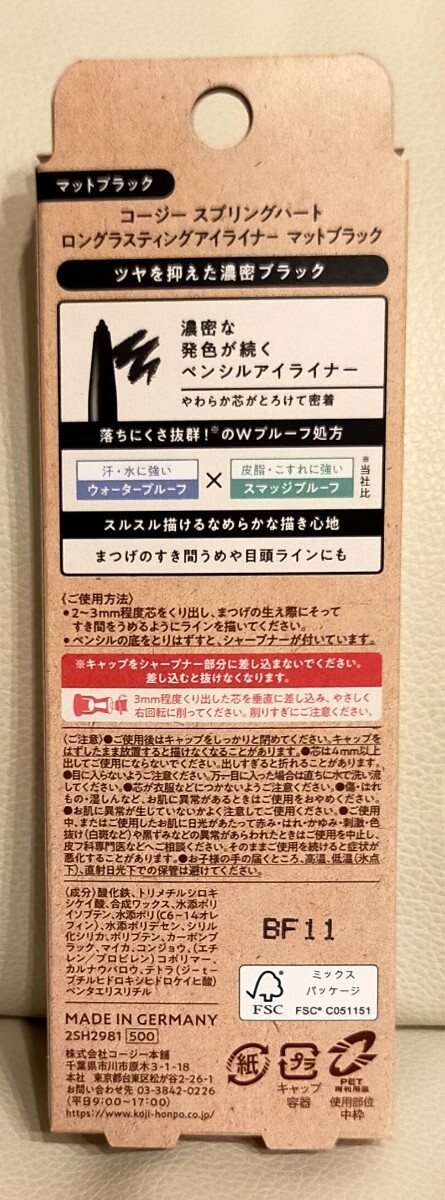 マットブラック
コージー スプリングハート
ロングラスティングアイライナー マットブラック
ツヤを抑えた濃密ブラック
濃密な
発色が続く
ペンシルアイライナー
やわらか芯がとろけて密着
落ちにくさ抜群!※のWプルーフ処方
汗・水に強い
ウォータープルーフ
×
皮脂・こすれに強い
スマッジプルーフ
※当社比
スルスル描けるなめらかな描き心地
まつげのすき間うめや目頭ラインにも
〈ご使用方法〉
●2～3mm程度芯をくり出し、まつげの生え際にそって
すき間をうめるようにラインを描いてください。
●ペンシルの底をとりはずすと、シャープナーが付いています。
※キャップをシャープナー部分に差し込まないでください。
差し込むと抜けなくなります。
3mm程度くり出した芯を垂直に差し込み、やさしく
右回転に削ってください。削りすぎにご注意ください。
〈ご注意〉●ご使用後はキャップをしっかりと閉めてください。キャップを
はずしたまま放置すると描けなくなることがあります。●芯は4mm以上
出してご使用にならないでください。出しすぎると折れることがあります。
●目に入らないようご注意ください。万一目に入った場合は直ちに水で洗い流
してください。●芯が衣服などにつかないようご注意ください。●傷・はれ
もの・湿しんなど、お肌に異常があるときはご使用をおやめください。
●お肌に異常が生じていないかよく注意してご使用ください。●ご使用
中、またはご使用したお肌に日光があたって赤み・はれ・かゆみ・刺激・色
抜け(白斑など)や黒ずみなどの異常があらわれたときはご使用を中止し、
皮フ科専門医などへご相談ください。そのままご使用を続けると症状が
悪化することがあります。●お子様の手の届くところ、高温、低温(氷点
下)、直射日光下での保管は避けてください。
〈成分〉酸化鉄、トリメチルシロキ
シケイ酸、合成ワックス、水添ポリ
イソブテン、水添ポリ(C6-14オレ
フィン)、水添ポリデセン、シリル
化シリカ、ポリブテン、カーボンブ
ラック、マイカ、コンジョウ、(エチ
レン/プロピレン)コポリマー、
カルナウバロウ、テトラ(ジ-t-
ブチルヒドロキシヒドロケイヒ酸)
ペンタエリスリチル
BF11
FSC
ミックス
パッケージ
FSC® C051151
MADE IN GERMANY
2SH2981 500
株式会社コージー本舗
千葉県市川市原木3-1-18
本社 東京都台東区松が谷2-26-1
お問い合わせ先 03-3842-0226
(平日9:00～17:00)
https://www.koji-honpo.co.jp/
紙
プラ
キャップ
容器
PET
再利用品
使用部位
中枠